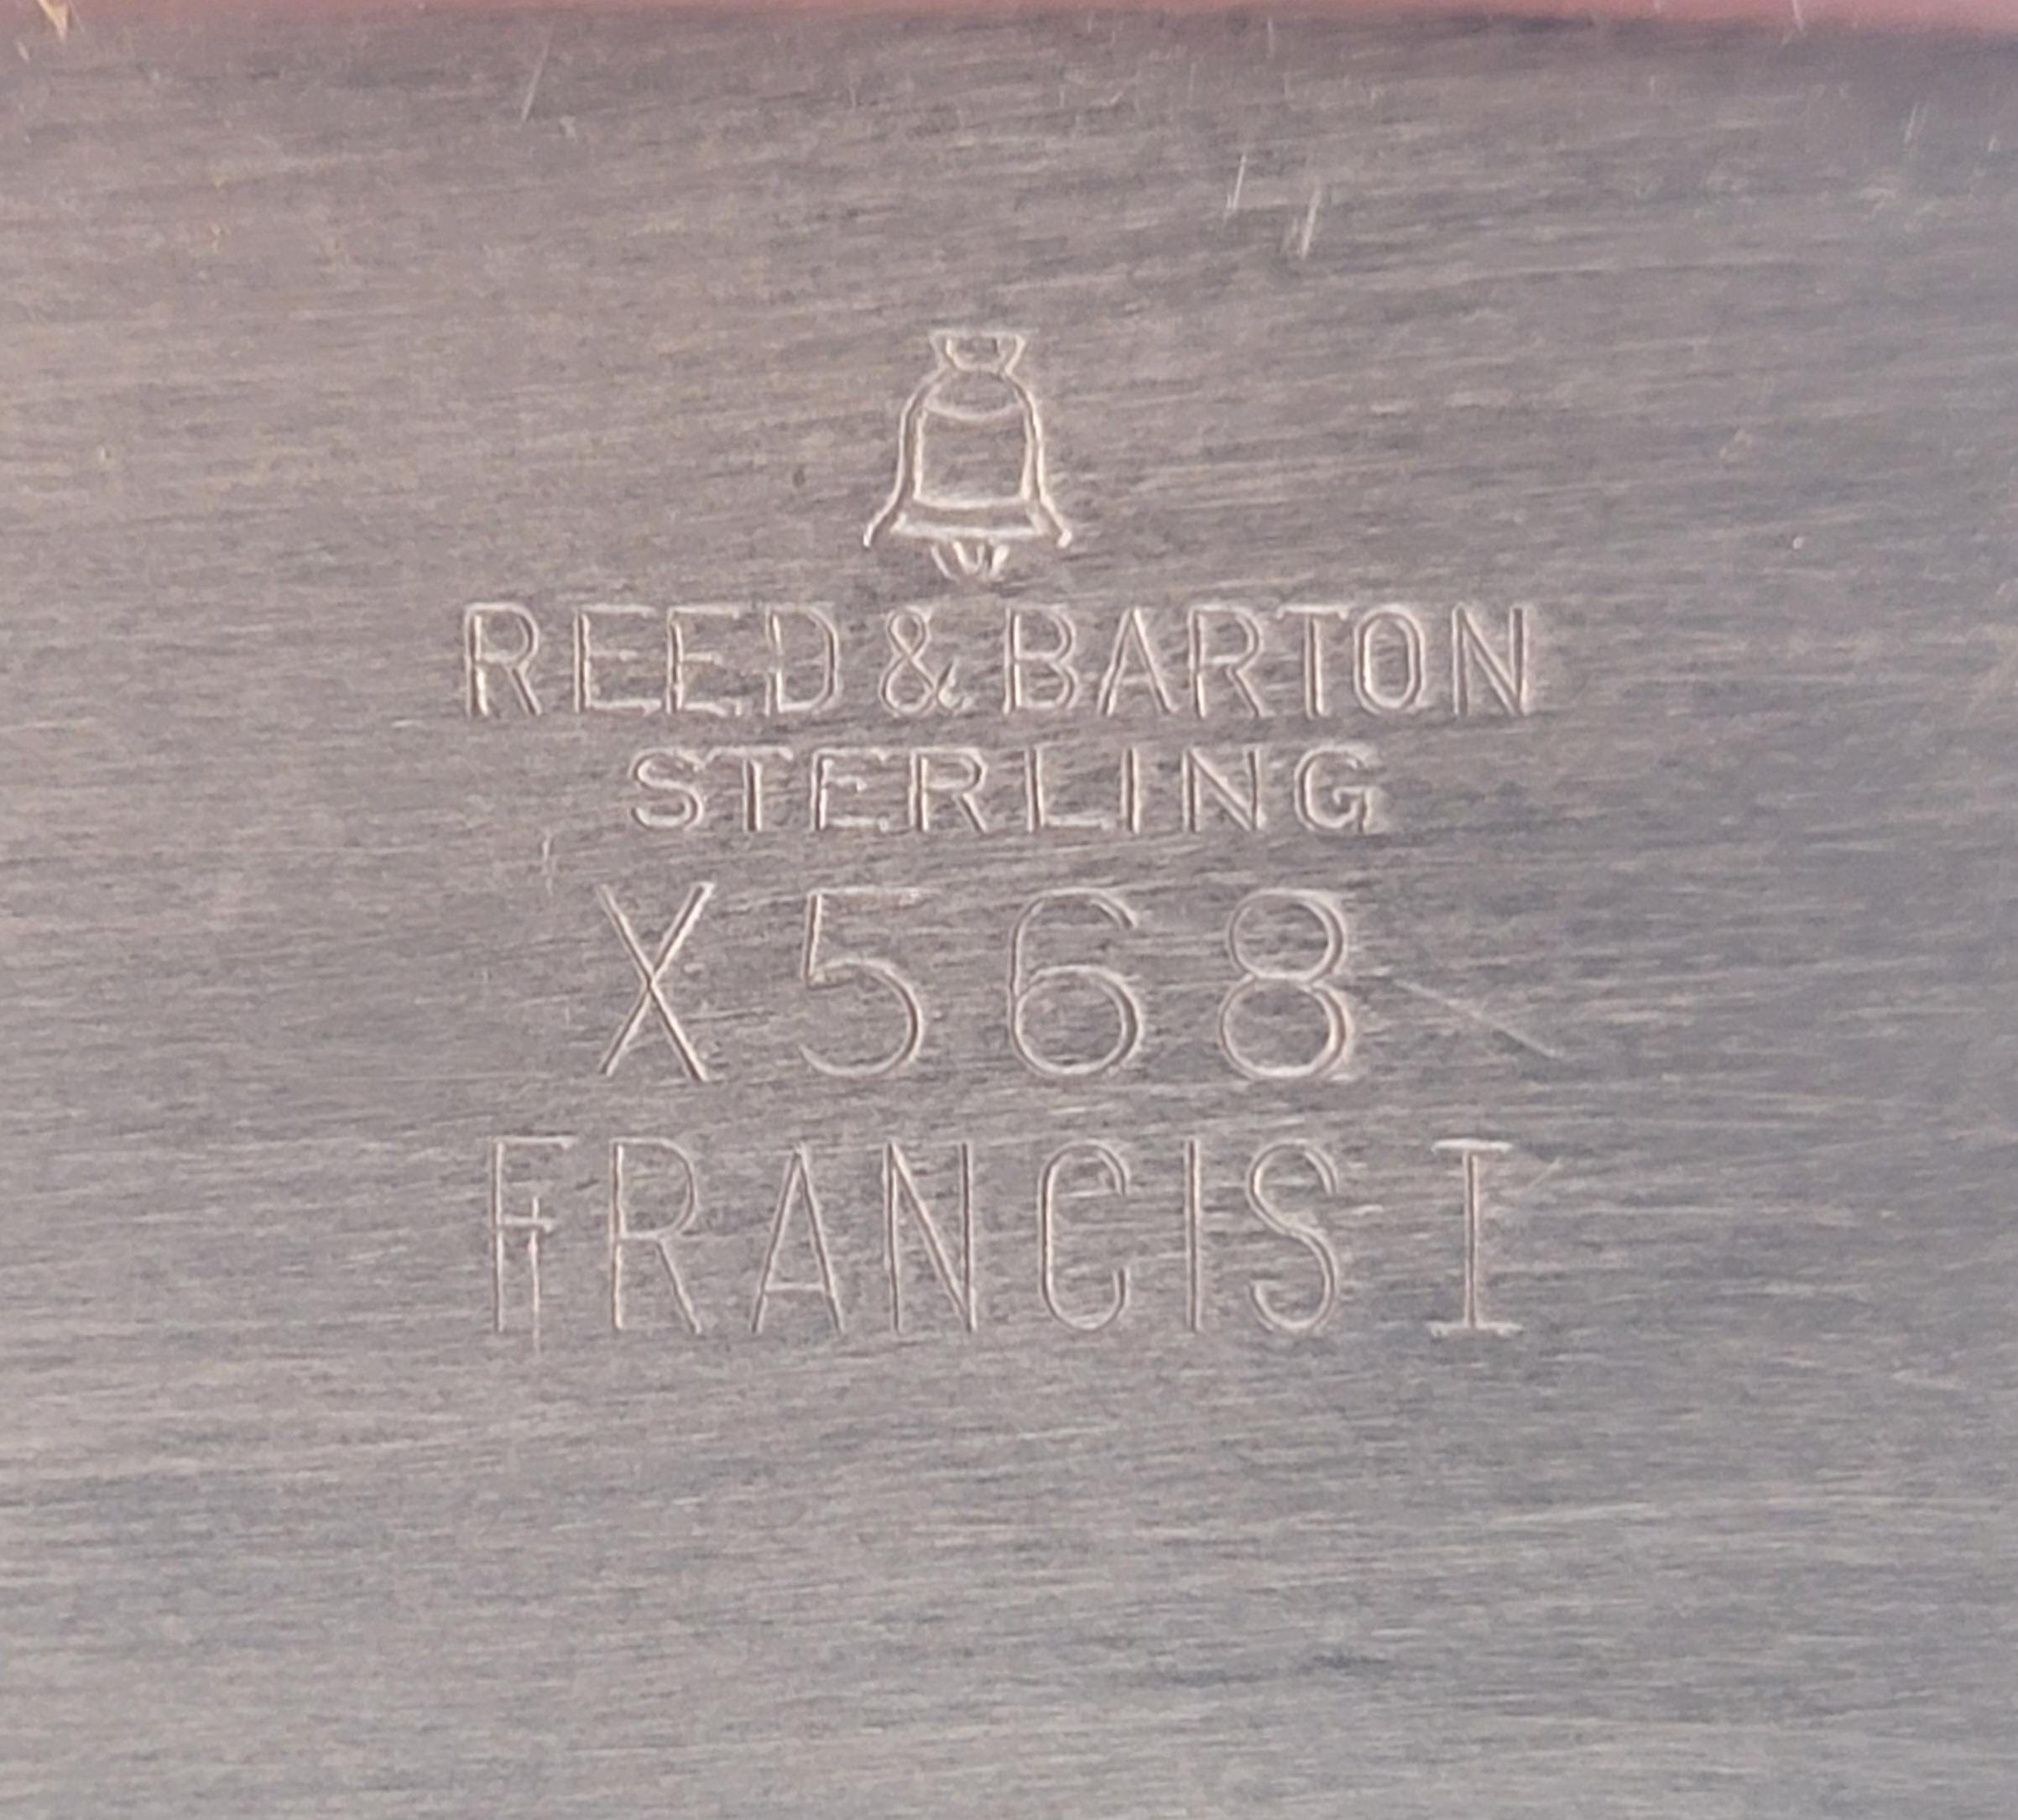 REED & BARTON
STERLING
X568
FRANCIS I